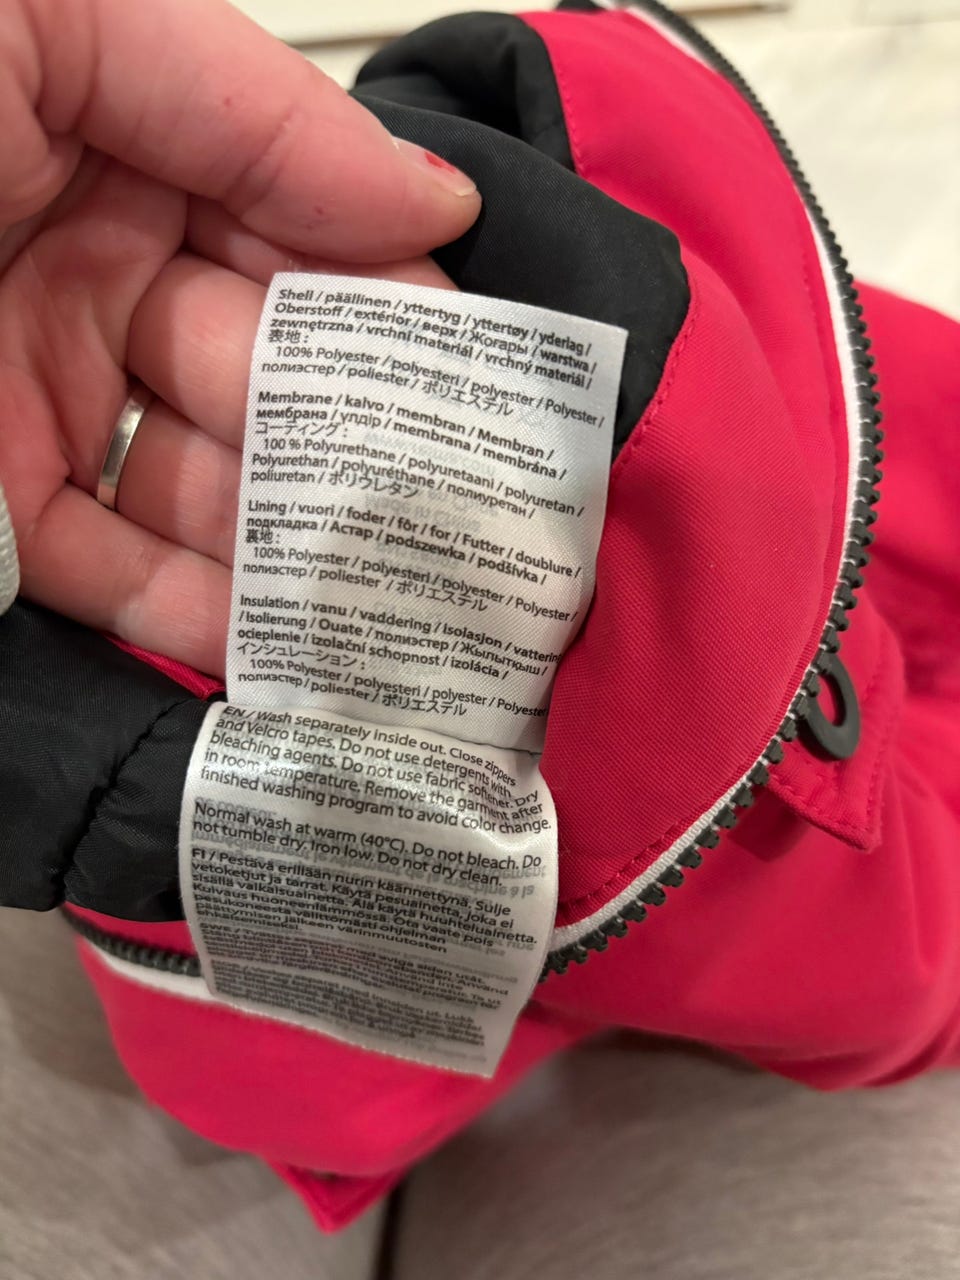 Shell / päällinen / yttertyg / yttertøy / yderlag /
Oberstoff / extérior / верх / Жоғары / warstwa /
zewnętrzna / vrchní materiál / vrchný materiál /
表地 :
100% Polyester / polyesteri / polyester / Polyester /
полиэстер / poliester / ポリエステル
Membrane / kalvo / membran / Membran /
мембрана / үлдір / membrana / membrána /
コーティング :
100 % Polyurethane / polyuretaani / polyuretan /
Polyurethan / polyuréthane / полиуретан /
poliuretan / ポリウレタン
Lining / vuori / foder / fôr / for / Futter / doublure /
подкладка / Астар / podszewka / podšívka /
裏地 :
100% Polyester / polyesteri / polyester / Polyester /
полиэстер / poliester / ポリエステル
Insulation / vanu / vaddering / isolasjon / vatterin
/ Isolierung / Ouate / полиэстер / Жылытқыш /
ocieplenie / izolační schopnost / izolácia /
インシュレーション :
100% Polyester / polyesteri / polyester / Polyester
полиэстер / poliester / ポリエステル
EN / Wash separately inside out. Close zippers
and Velcro tapes. Do not use detergents with
bleaching agents. Do not use fabric softener. Dry
in room temperature. Remove the garment after
finished washing program to avoid color change.
Normal wash at warm (40°C). Do not bleach. Do
not tumble dry. Iron low. Do not dry clean.
FI / Pestävä erillään nurin käännettynä. Sulje
vetoketjut ja tarrat. Käytä pesuainetta, joka ei
sisällä valkaisuainetta. Älä käytä huuhteluainetta.
Kuivaus huoneenlämmössä. Ota vaate pois
pesukoneesta välittömästi ohjelman
päättymisen jälkeen värinmuutosten
ehkäisemiseksi.